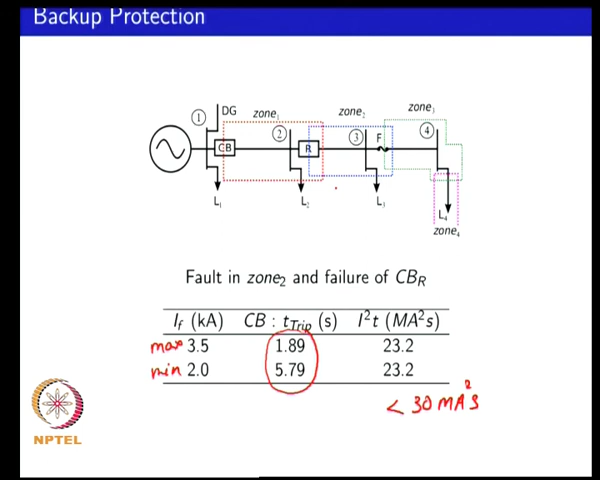 Backup Protection
1 DG zone1 zone2 zone3
2 3 F 4
CB R
L1 L2 L3 L4
zone4
Fault in zone2 and failure of CBR
If (kA) CB : tTrip (s) I²t (MA²s)
max 3.5 1.89 23.2
min 2.0 5.79 23.2
< 30 MA²S
NPTEL